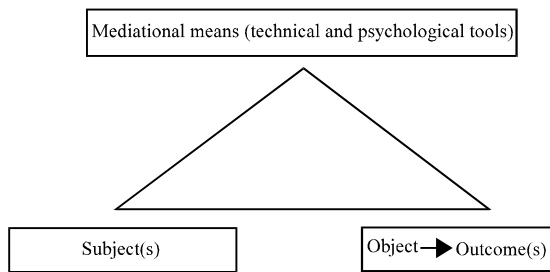 Mediational means (technical and psychological tools)
Subject(s)
Object → Outcome(s)